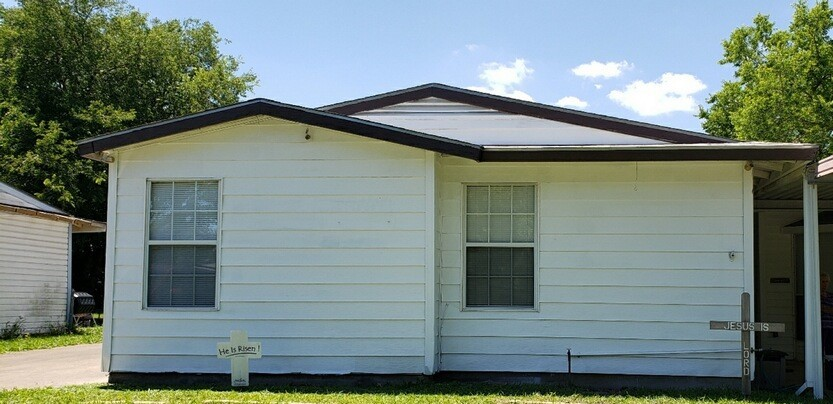 He Is Risen!
JESUS IS
LORD